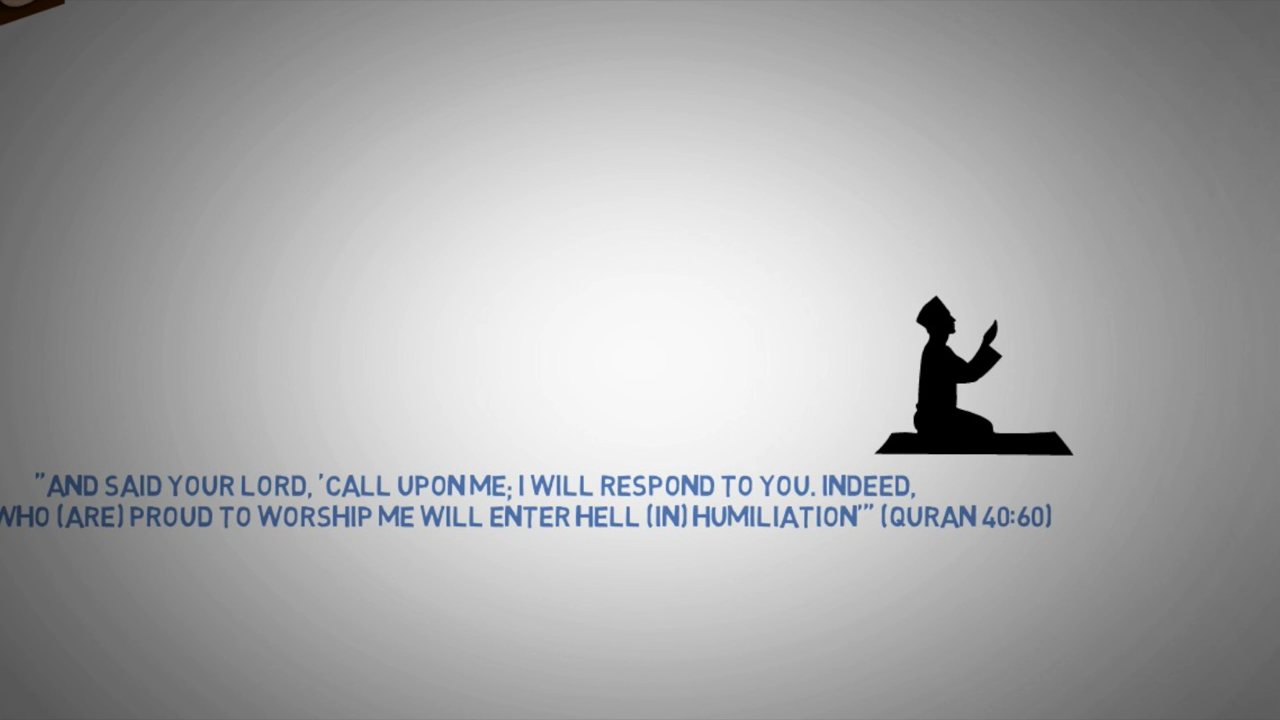 "AND SAID YOUR LORD, 'CALL UPON ME; I WILL RESPOND TO YOU. INDEED,
WHO (ARE) PROUD TO WORSHIP ME WILL ENTER HELL (IN) HUMILIATION'" (QURAN 40:60)